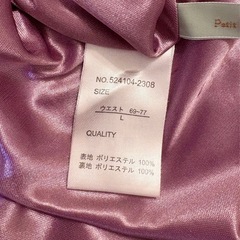 Petit
NO.524104-2308
SIZE
ウエスト 69-77
L
QUALITY
表地 ポリエステル 100%
裏地 ポリエステル 100%